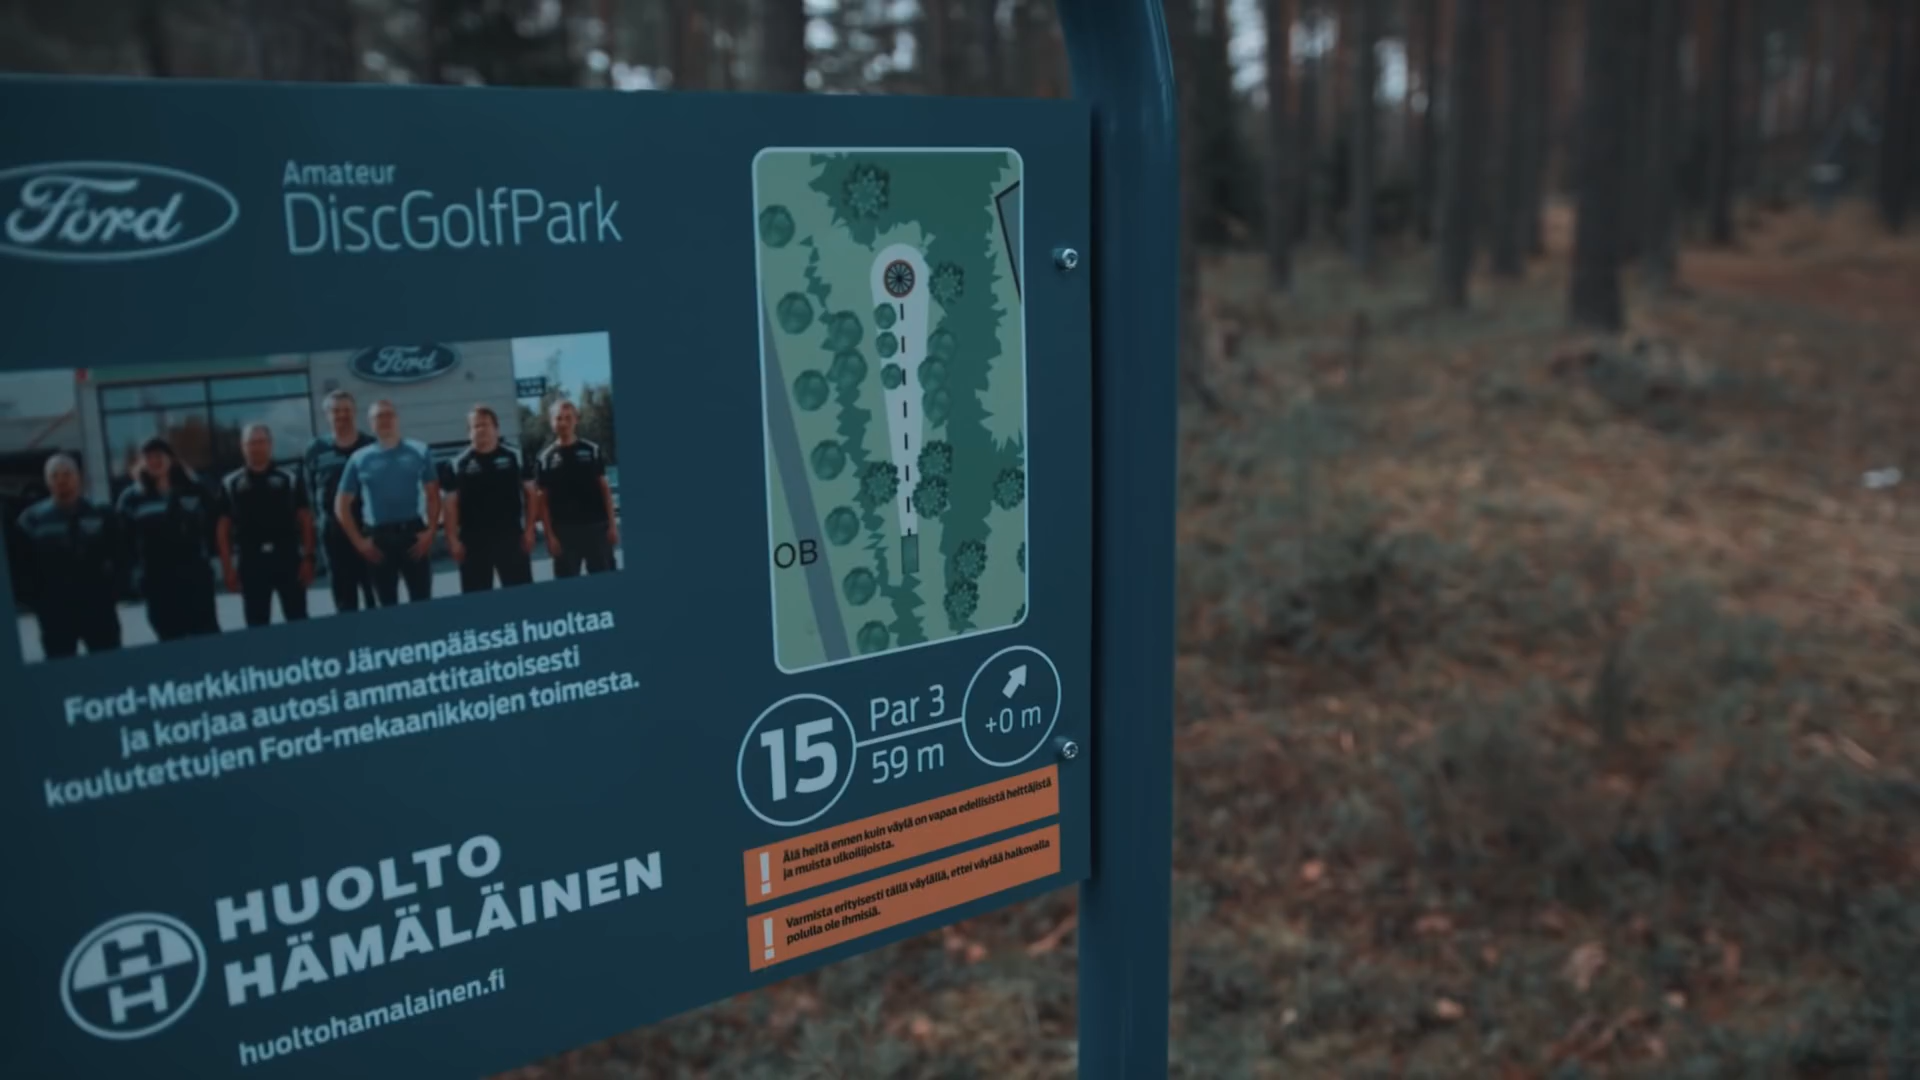 Ford
Amateur
DiscGolfPark
Ford
Ford-Merkkihuolto Järvenpäässä huoltaa
ja korjaa autosi ammattitaitoisesti
koulutettujen Ford-mekaanikkojen toimesta.
HH
HUOLTO
HÄMÄLÄINEN
huoltohamalainen.fi
OB
15
Par 3
59 m
+0 m
! Älä heitä ennen kuin väylä on vapaa edellisistä heittäjistä
ja muista ulkoilijoista.
! Varmista erityisesti tällä väylällä, ettei väylää halkovalla
polulla ole ihmisiä.